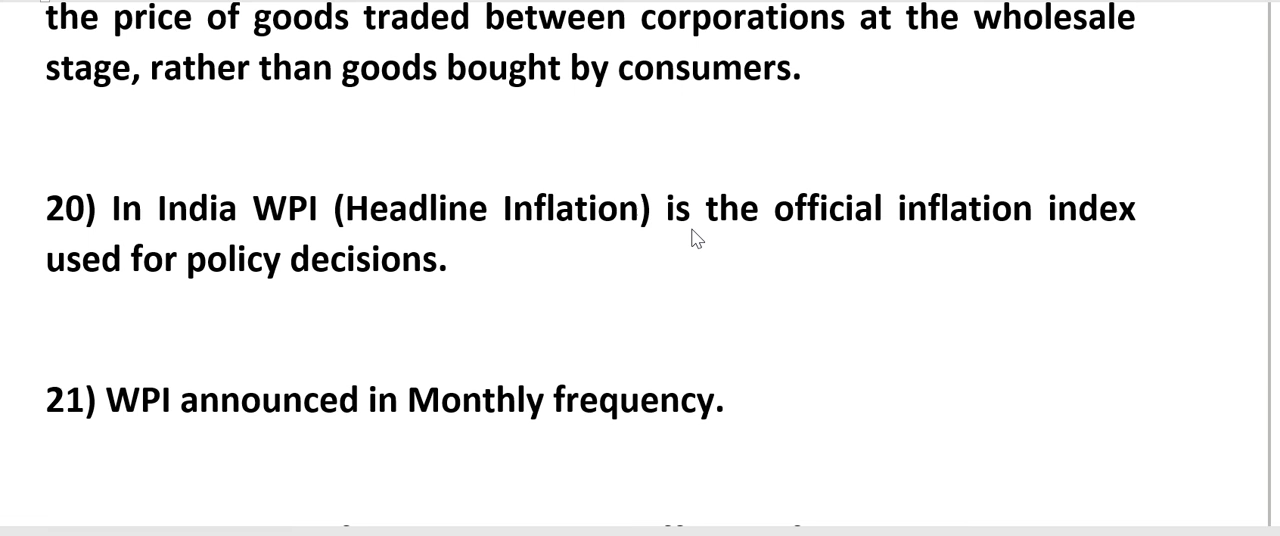 the price of goods traded between corporations at the wholesale
stage, rather than goods bought by consumers.
20) In India WPI (Headline Inflation) is the official inflation index
used for policy decisions.
21) WPI announced in Monthly frequency.